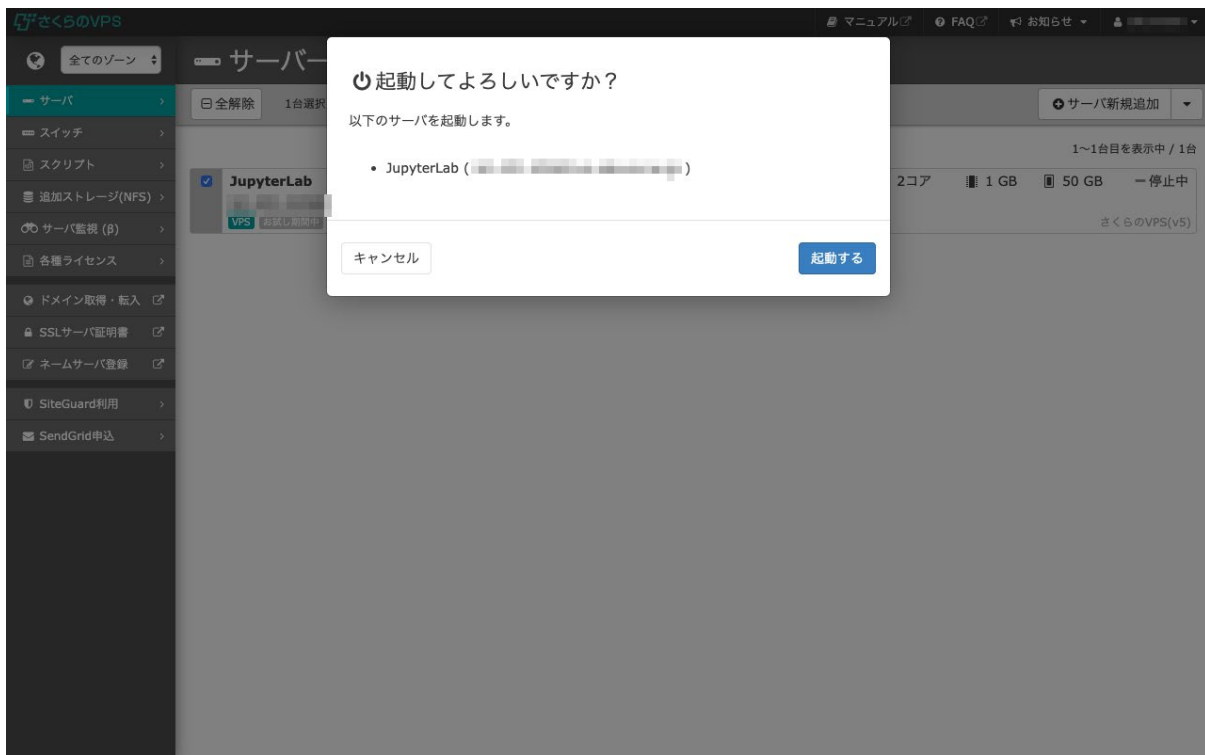 さくらのVPS
マニュアル
FAQ
お知らせ
全てのゾーン
サーバー
サーバ
スイッチ
スクリプト
追加ストレージ(NFS)
サーバ監視 (β)
各種ライセンス
ドメイン取得・転入
SSLサーバ証明書
ネームサーバ登録
SiteGuard利用
SendGrid申込
全解除
1台選択
サーバ新規追加
1〜1台目を表示中 / 1台
JupyterLab
VPS お試し期間中
2コア 1 GB 50 GB 停止中
さくらのVPS(v5)
起動してよろしいですか?
以下のサーバを起動します。
• JupyterLab ( )
キャンセル
起動する